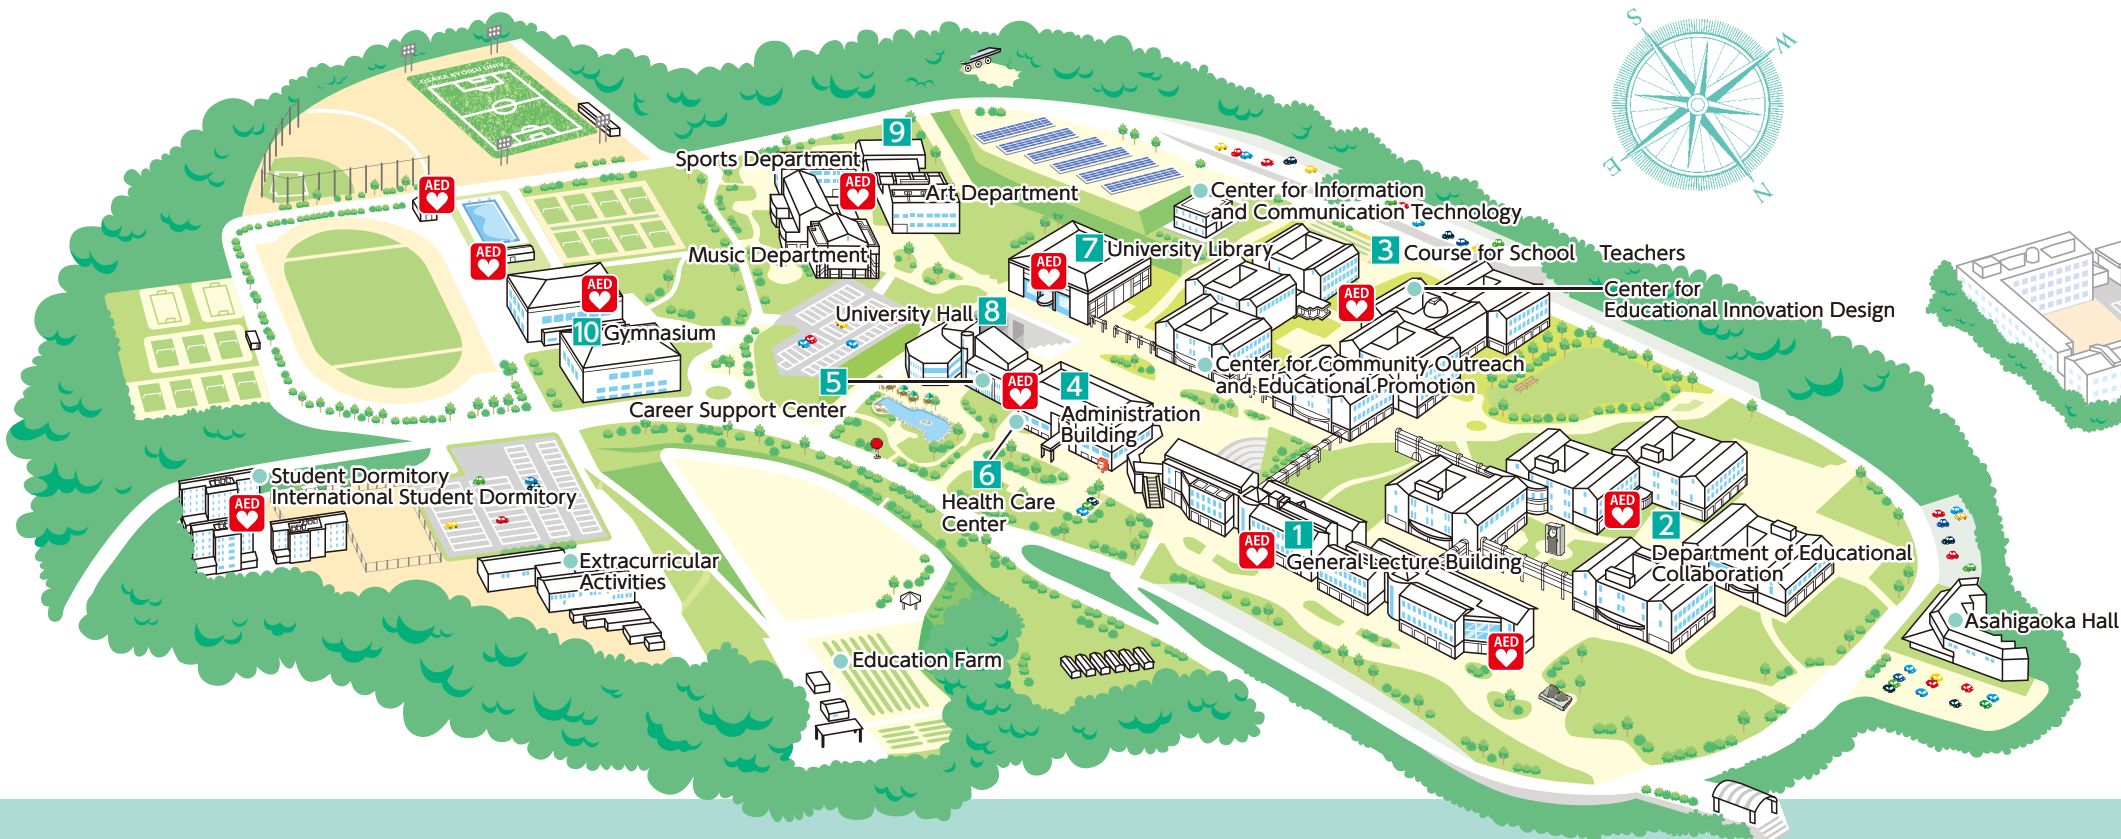 S
W
E
N
OSAKA KYOIKU UNIV.
9
Sports Department
AED
Art Department
Music Department
AED
AED
AED
10 Gymnasium
Center for Information
and Communication Technology
7 University Library
AED
3 Course for School Teachers
AED
Center for
Educational Innovation Design
University Hall 8
5
Career Support Center
AED
4
Administration
Building
Center for Community Outreach
and Educational Promotion
6
Health Care
Center
Student Dormitory
International Student Dormitory
AED
Extracurricular
Activities
Education Farm
AED
1
General Lecture Building
AED
2
Department of Educational
Collaboration
AED
Asahigaoka Hall